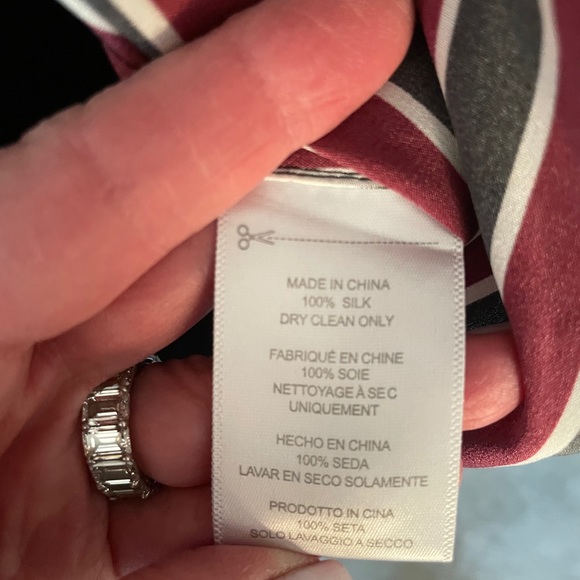 MADE IN CHINA
100% SILK
DRY CLEAN ONLY
FABRIQUÉ EN CHINE
100% SOIE
NETTOYAGE À SEC
UNIQUEMENT
HECHO EN CHINA
100% SEDA
LAVAR EN SECO SOLAMENTE
PRODOTTO IN CINA
100% SETA
SOLO LAVAGGIO A SECCO